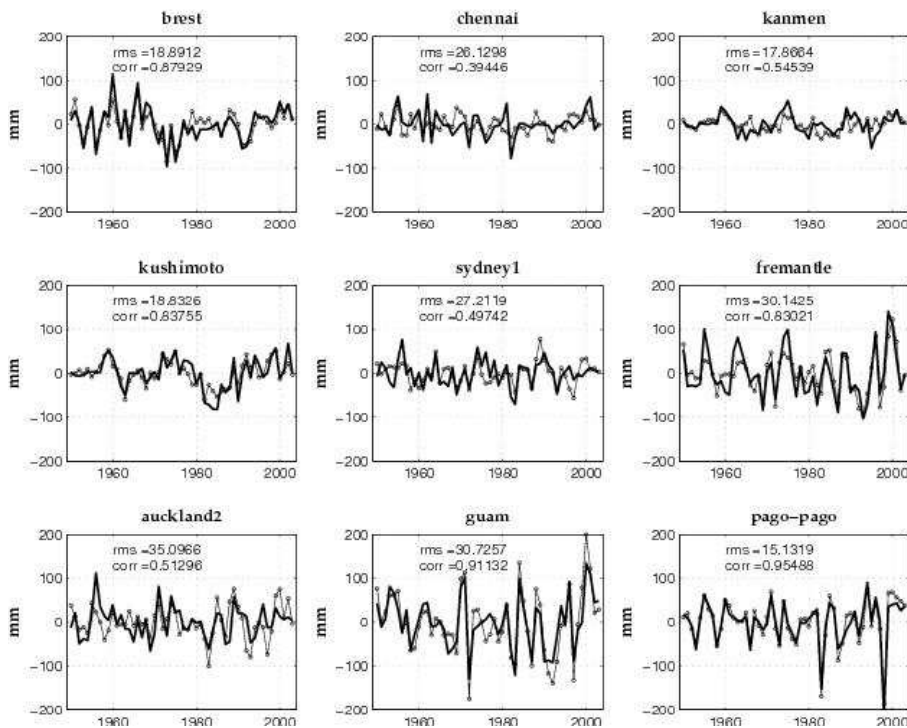 brest
chennai
kanmen
200
100
0
−100
−200
mm
rms =18.8912
corr =0.87929
1960
1980
2000
200
100
0
−100
−200
mm
rms =26.1298
corr =0.39446
1960
1980
2000
200
100
0
−100
−200
mm
rms =17.8664
corr =0.54539
1960
1980
2000
kushimoto
sydney1
fremantle
200
100
0
−100
−200
mm
rms =18.8326
corr =0.83755
1960
1980
2000
200
100
0
−100
−200
mm
rms =27.2119
corr =0.49742
1960
1980
2000
200
100
0
−100
−200
mm
rms =30.1425
corr =0.83021
1960
1980
2000
auckland2
guam
pago−pago
200
100
0
−100
−200
mm
rms =35.0966
corr =0.51296
1960
1980
2000
200
100
0
−100
−200
mm
rms =30.7257
corr =0.91132
1960
1980
2000
200
100
0
−100
−200
mm
rms =15.1319
corr =0.95488
1960
1980
2000